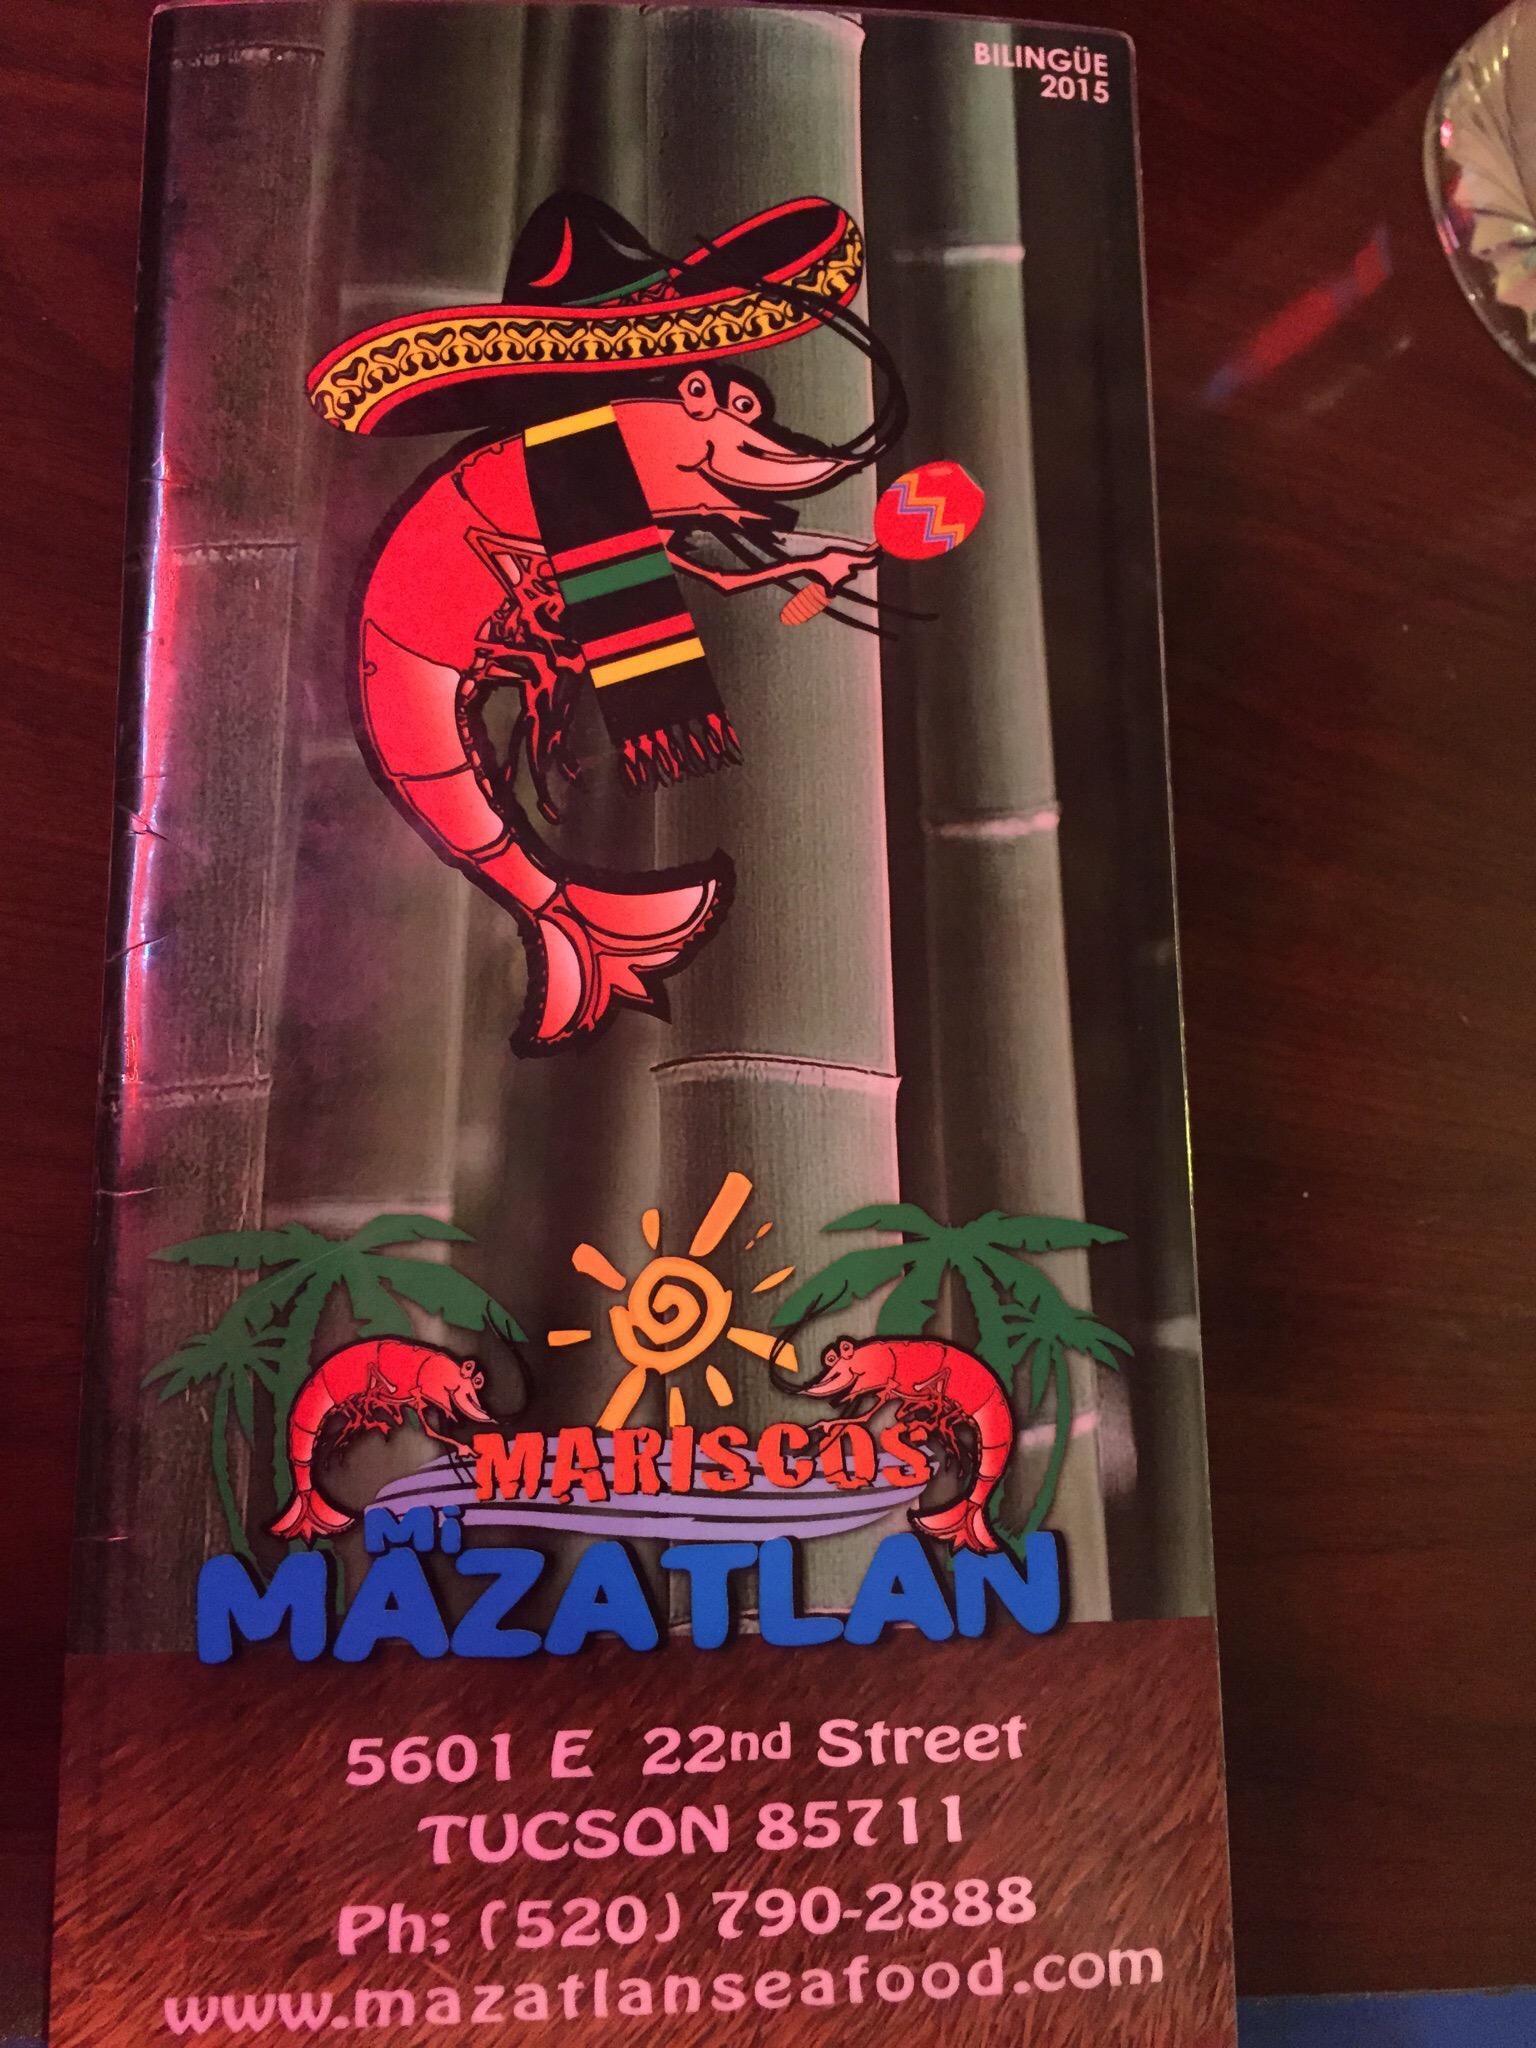 BILINGÜE
2015
MARISCOS
Mi
MAZATLAN
5601 E 22nd Street
TUCSON 85711
Ph; (520) 790-2888
www.mazatlanseafood.com